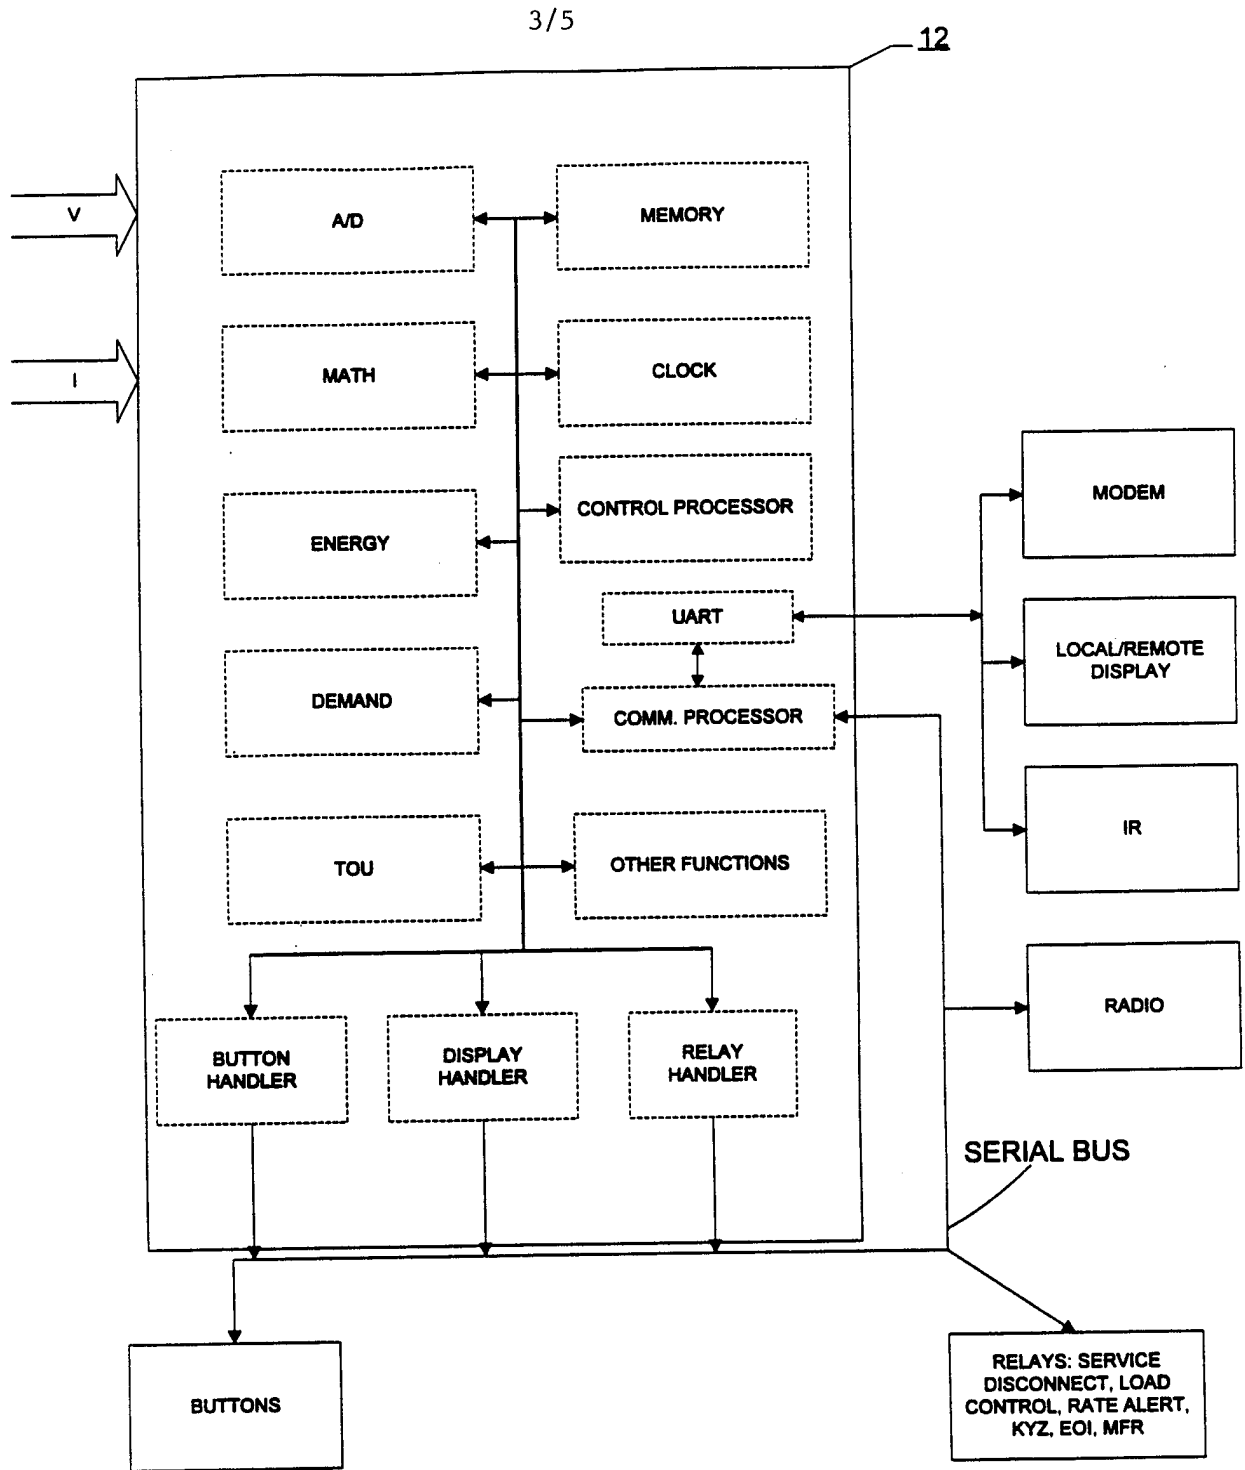 3/5
12
V
A/D
MEMORY
I
MATH
CLOCK
MODEM
CONTROL PROCESSOR
ENERGY
UART
LOCAL/REMOTE
DISPLAY
DEMAND
COMM. PROCESSOR
IR
TOU
OTHER FUNCTIONS
RADIO
BUTTON
HANDLER
DISPLAY
HANDLER
RELAY
HANDLER
SERIAL BUS
BUTTONS
RELAYS: SERVICE
DISCONNECT, LOAD
CONTROL, RATE ALERT,
KYZ, EOI, MFR